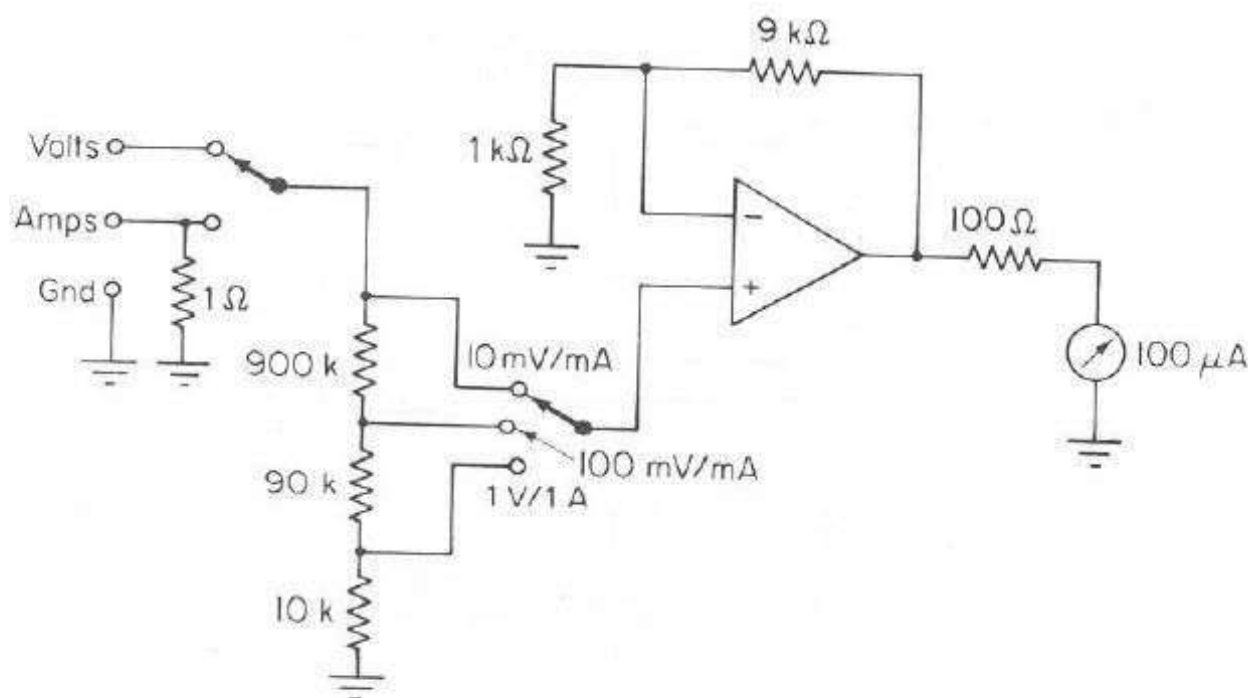 9 kΩ
1 kΩ
Volts
Amps
Gnd
1 Ω
100 Ω
100 μA
900 k
10 mV/mA
100 mV/mA
90 k
1 V/1 A
10 k
-
+